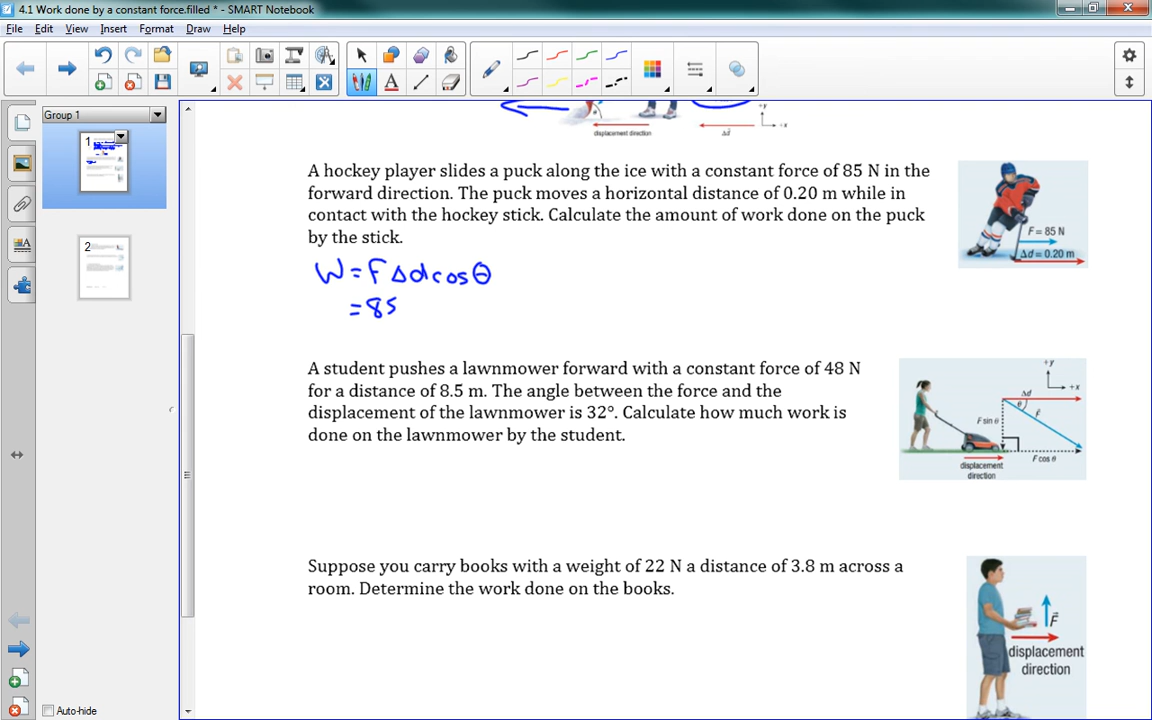 4.1 Work done by a constant force.filled * - SMART Notebook
File Edit View Insert Format Draw Help
Group 1
1
2
Auto-hide
displacement direction
Δd
+y
+x
A hockey player slides a puck along the ice with a constant force of 85 N in the
forward direction. The puck moves a horizontal distance of 0.20 m while in
contact with the hockey stick. Calculate the amount of work done on the puck
by the stick.
F = 85 N
Δd = 0.20 m
W = F Δd cos θ
= 85
A student pushes a lawnmower forward with a constant force of 48 N
for a distance of 8.5 m. The angle between the force and the
displacement of the lawnmower is 32°. Calculate how much work is
done on the lawnmower by the student.
+y
+x
Δd
θ
F
F sin θ
F cos θ
displacement
direction
Suppose you carry books with a weight of 22 N a distance of 3.8 m across a
room. Determine the work done on the books.
F
displacement
direction